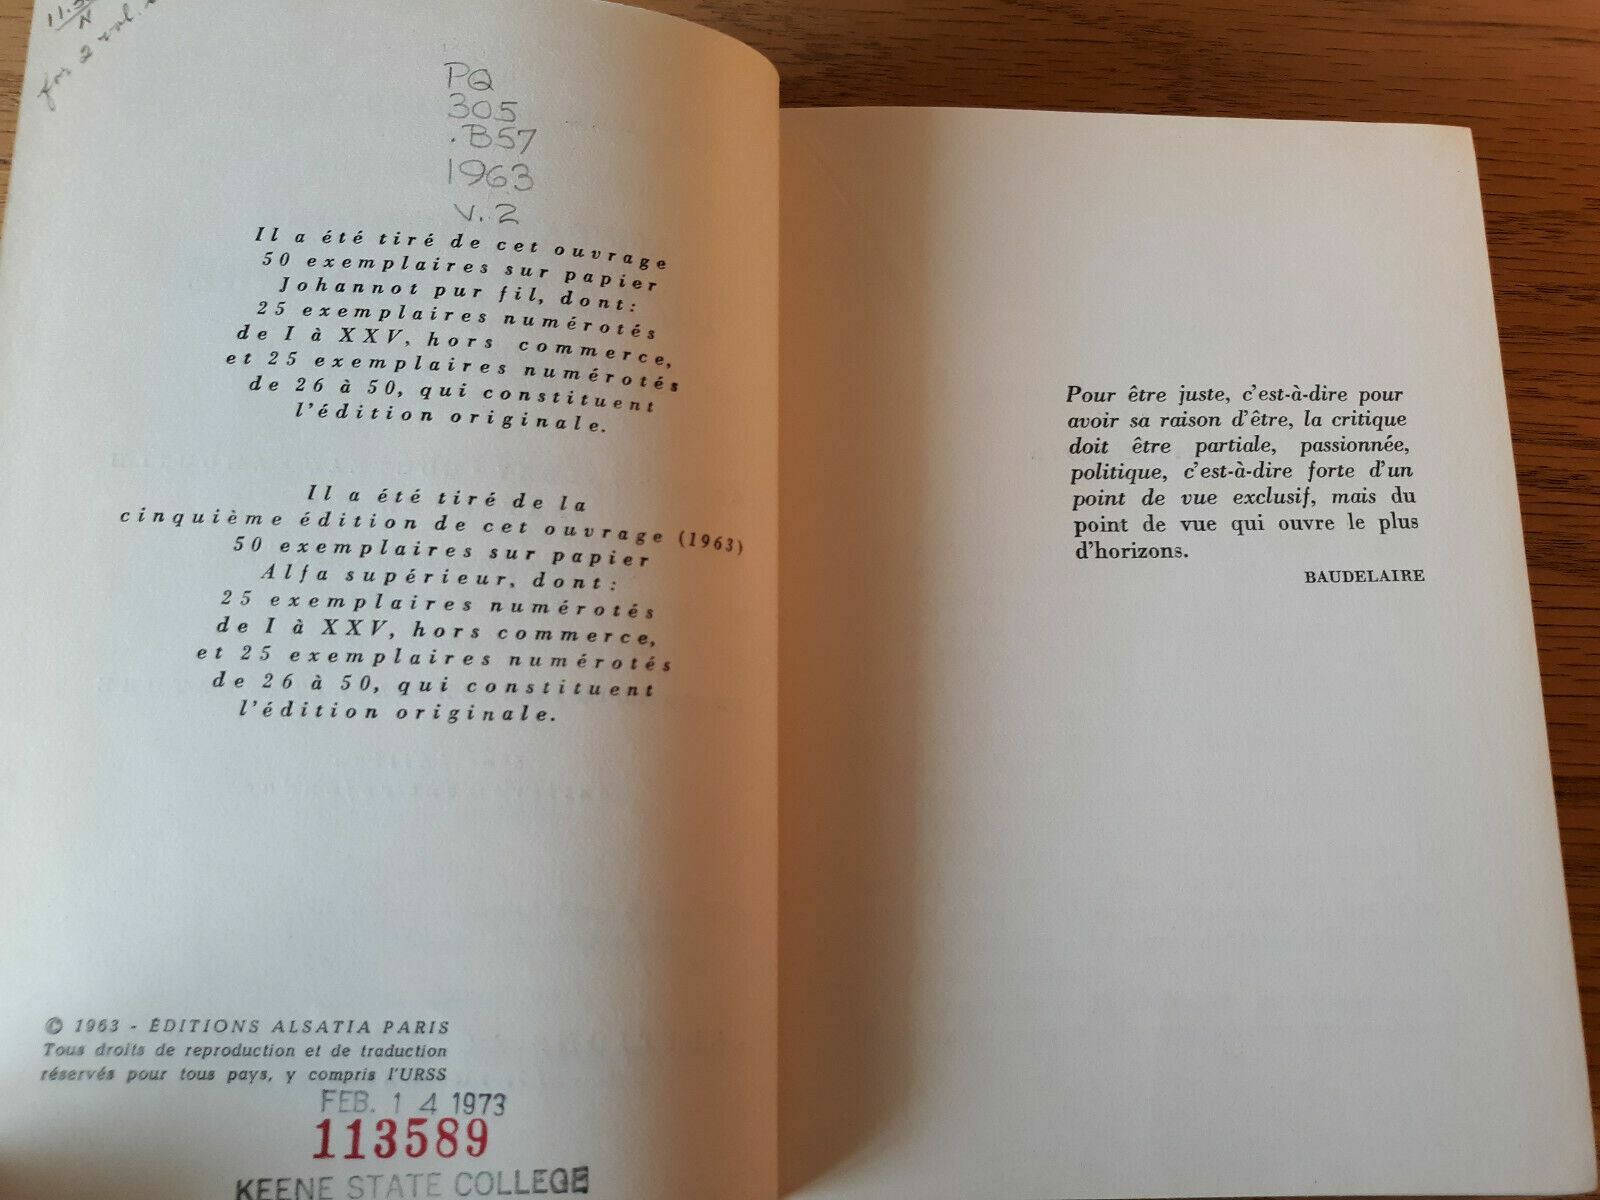 for 2 vol.
PQ
305
.B57
1963
v. 2
Il a été tiré de cet ouvrage
50 exemplaires sur papier
Johannot pur fil, dont:
25 exemplaires numérotés
de I à XXV, hors commerce,
et 25 exemplaires numérotés
de 26 à 50, qui constituent
l'édition originale.
Il a été tiré de la
cinquième édition de cet ouvrage (1963)
50 exemplaires sur papier
Alfa supérieur, dont:
25 exemplaires numérotés
de I à XXV, hors commerce,
et 25 exemplaires numérotés
de 26 à 50, qui constituent
l'édition originale.
© 1963 - ÉDITIONS ALSATIA PARIS
Tous droits de reproduction et de traduction
réservés pour tous pays, y compris l'URSS
FEB. 14 1973
113589
KEENE STATE COLLEGE
Pour être juste, c'est-à-dire pour
avoir sa raison d'être, la critique
doit être partiale, passionnée,
politique, c'est-à-dire forte d'un
point de vue exclusif, mais du
point de vue qui ouvre le plus
d'horizons.
BAUDELAIRE